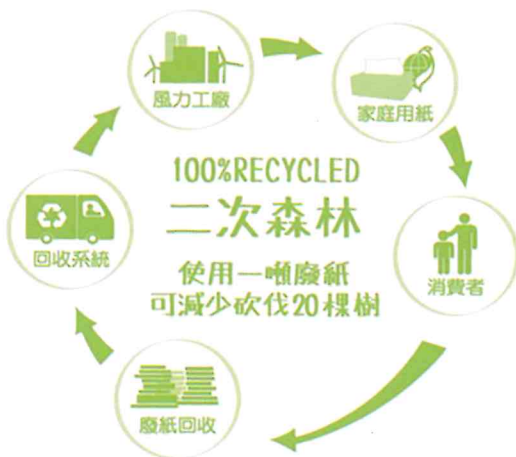 風力工廠
家庭用紙
100%RECYCLED
二次森林
回收系統
消費者
使用一噸廢紙
可減少砍伐20棵樹
廢紙回收